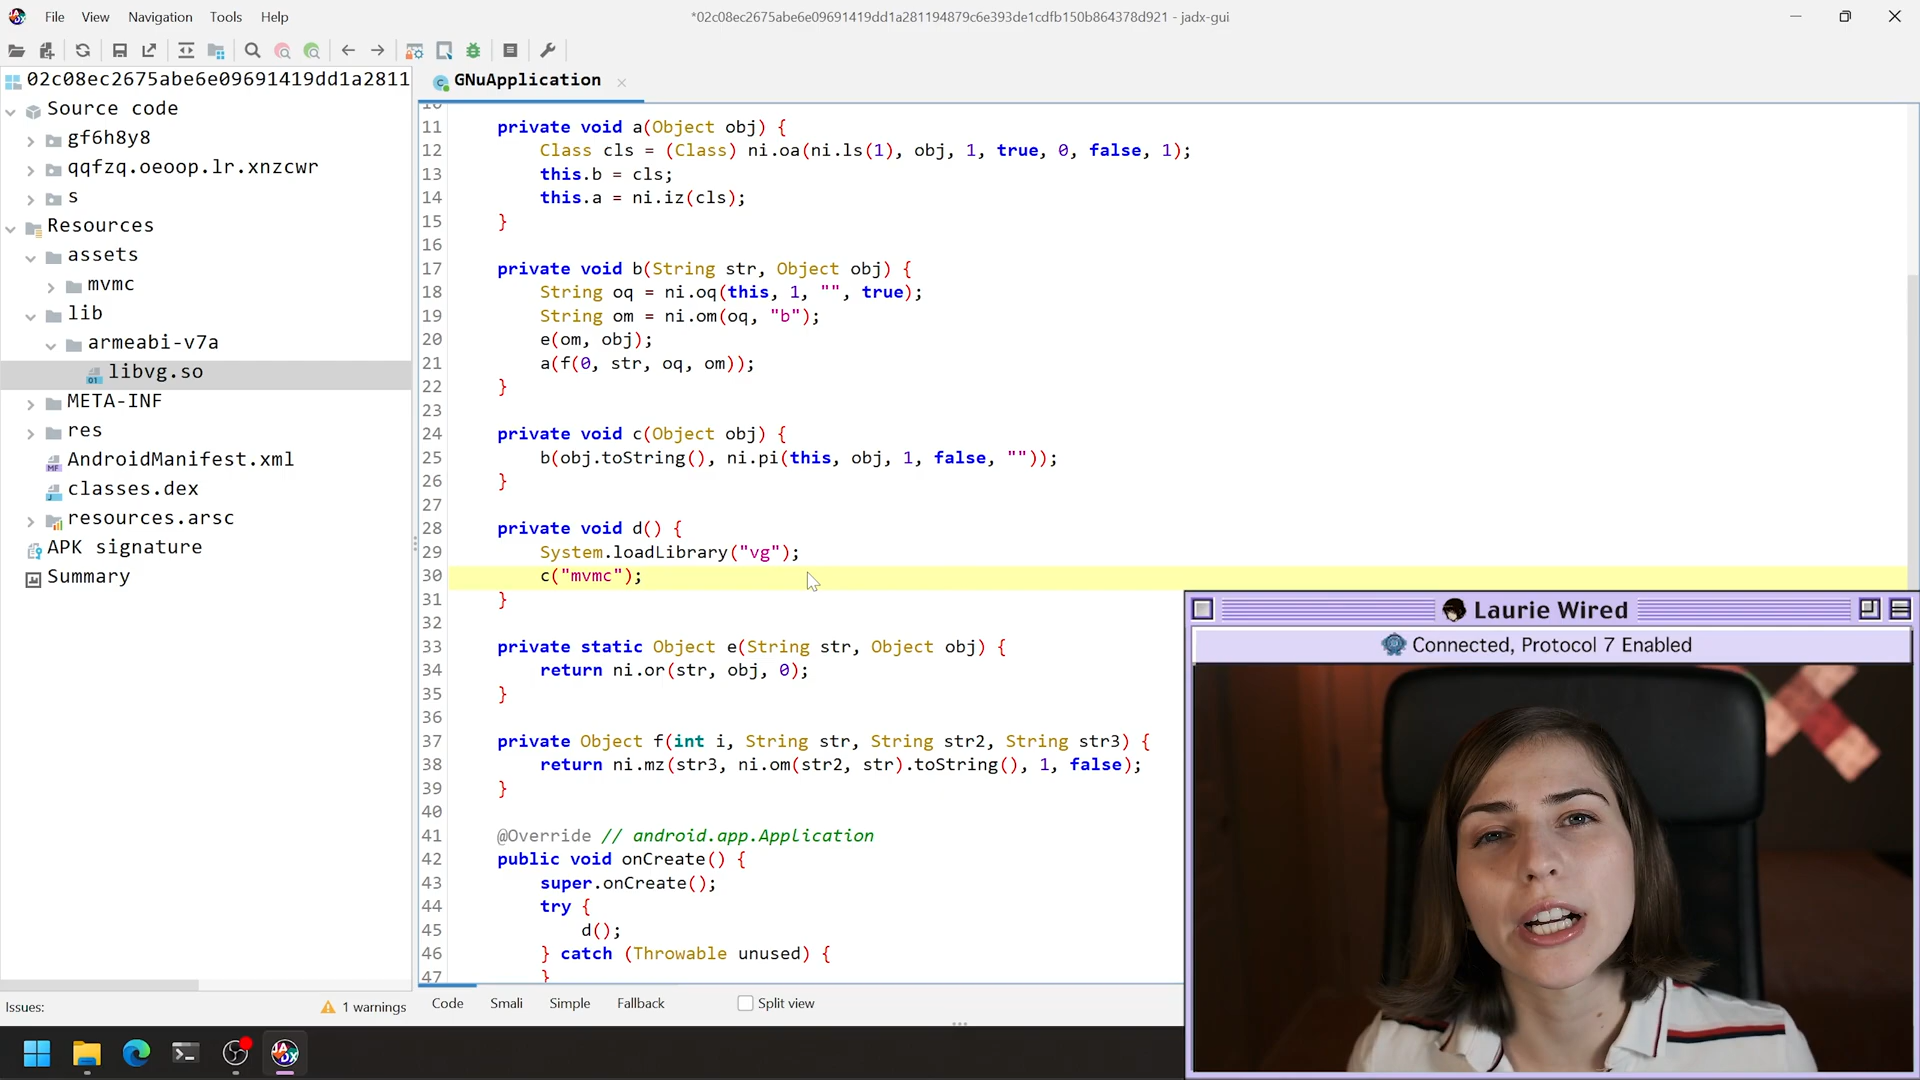 File View Navigation Tools Help
*02c08ec2675abe6e09691419dd1a281194879c6e393de1cdfb150b864378d921 - jadx-gui
02c08ec2675abe6e09691419dd1a2811
Source code
gf6h8y8
qqfzq.oeoop.lr.xnzcwr
s
Resources
assets
mvmc
lib
armeabi-v7a
libvg.so
META-INF
res
AndroidManifest.xml
classes.dex
resources.arsc
APK signature
Summary
Issues: 1 warnings
GNuApplication
10
11 private void a(Object obj) {
12 Class cls = (Class) ni.oa(ni.ls(1), obj, 1, true, 0, false, 1);
13 this.b = cls;
14 this.a = ni.iz(cls);
15 }
16
17 private void b(String str, Object obj) {
18 String oq = ni.oq(this, 1, "", true);
19 String om = ni.om(oq, "b");
20 e(om, obj);
21 a(f(0, str, oq, om));
22 }
23
24 private void c(Object obj) {
25 b(obj.toString(), ni.pi(this, obj, 1, false, ""));
26 }
27
28 private void d() {
29 System.loadLibrary("vg");
30 c("mvmc");
31 }
32
33 private static Object e(String str, Object obj) {
34 return ni.or(str, obj, 0);
35 }
36
37 private Object f(int i, String str, String str2, String str3) {
38 return ni.mz(str3, ni.om(str2, str).toString(), 1, false);
39 }
40
41 @Override // android.app.Application
42 public void onCreate() {
43 super.onCreate();
44 try {
45 d();
46 } catch (Throwable unused) {
47 }
Code Smali Simple Fallback Split view
Laurie Wired
Connected, Protocol 7 Enabled